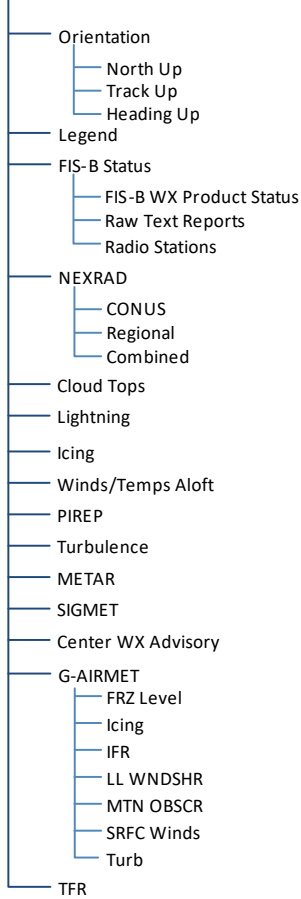 Orientation
North Up
Track Up
Heading Up
Legend
FIS-B Status
FIS-B WX Product Status
Raw Text Reports
Radio Stations
NEXRAD
CONUS
Regional
Combined
Cloud Tops
Lightning
Icing
Winds/Temps Aloft
PIREP
Turbulence
METAR
SIGMET
Center WX Advisory
G-AIRMET
FRZ Level
Icing
IFR
LL WNDSHR
MTN OBSCR
SRFC Winds
Turb
TFR